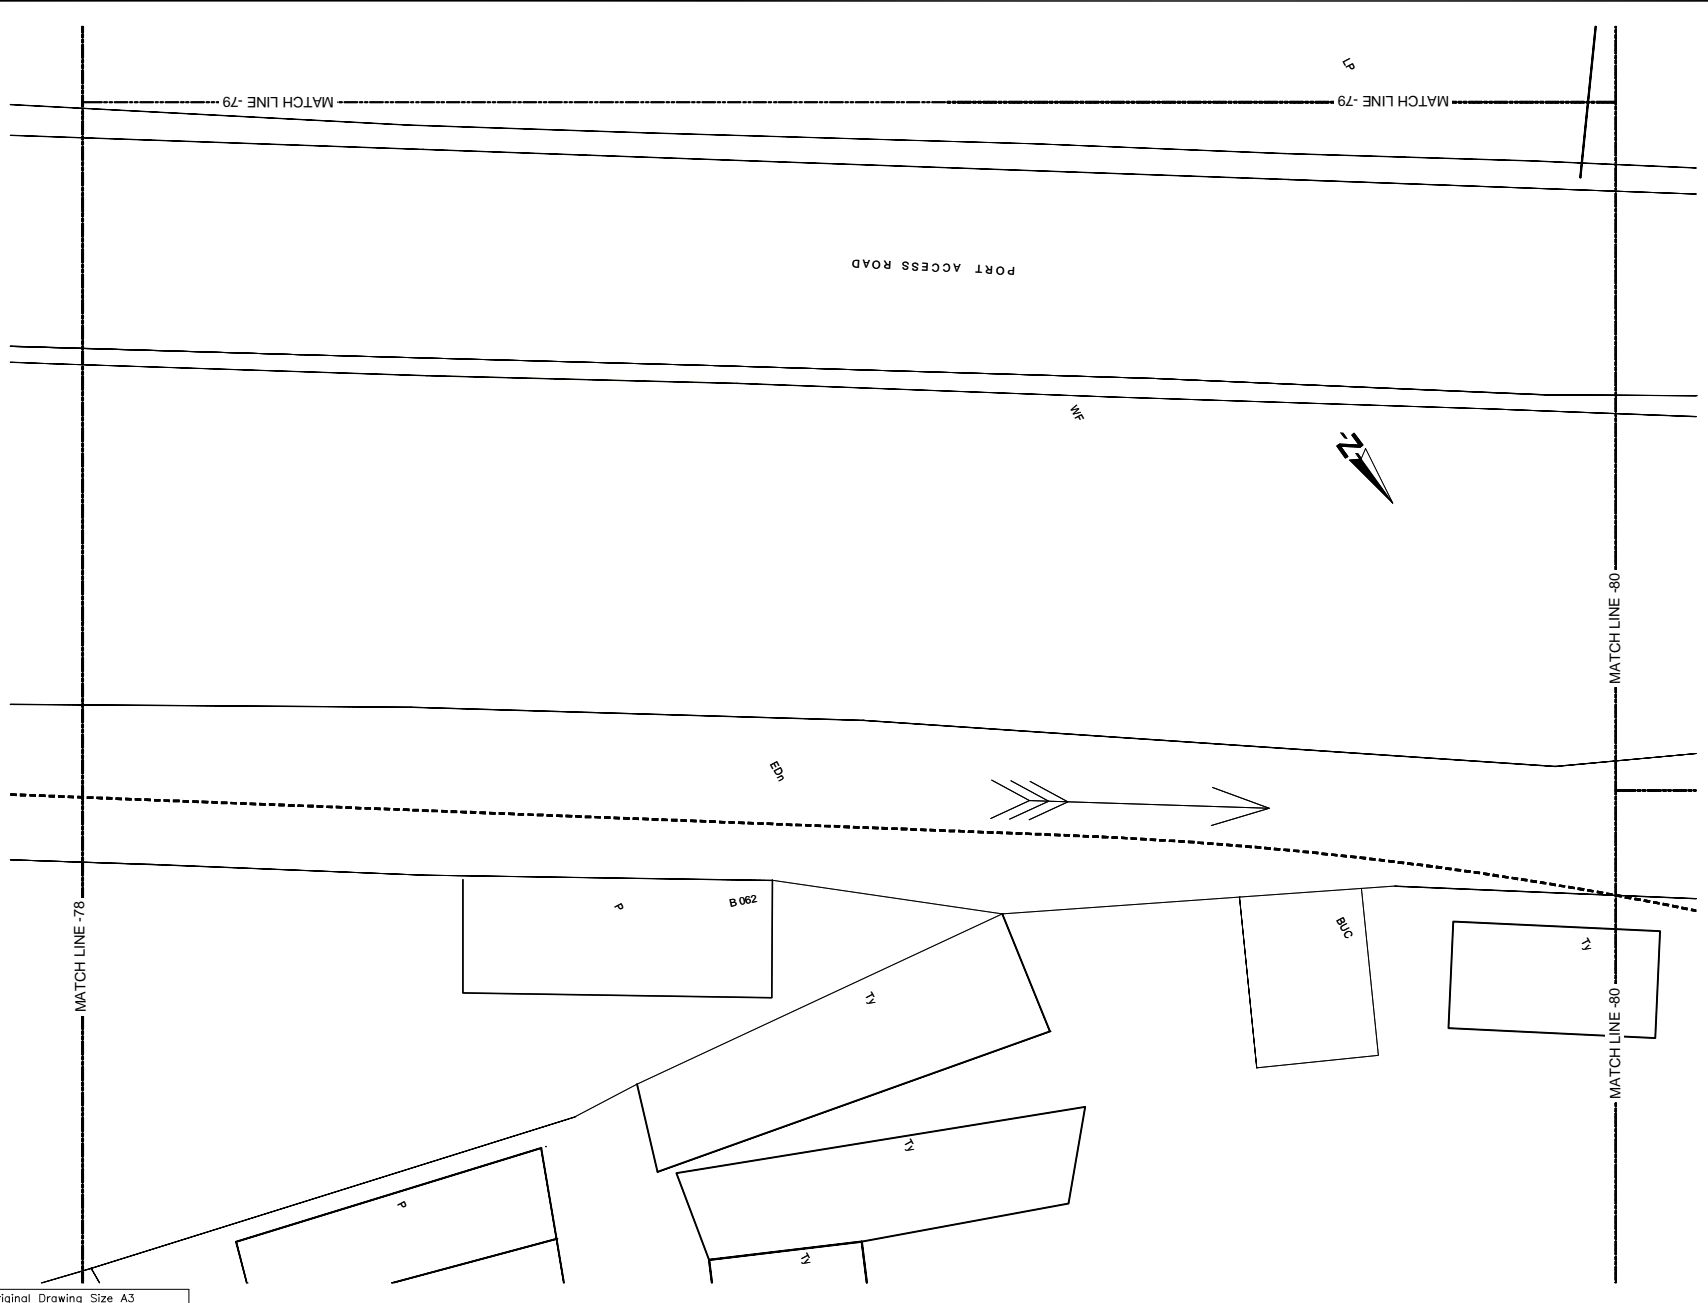 LP
MATCH LINE -79
MATCH LINE -79
PORT ACCESS ROAD
WF
N
MATCH LINE -80
EDn
MATCH LINE -78
P
B 062
BUC
Ty
Ty
MATCH LINE -80
Ty
P
Ty
Original Drawing Size A3